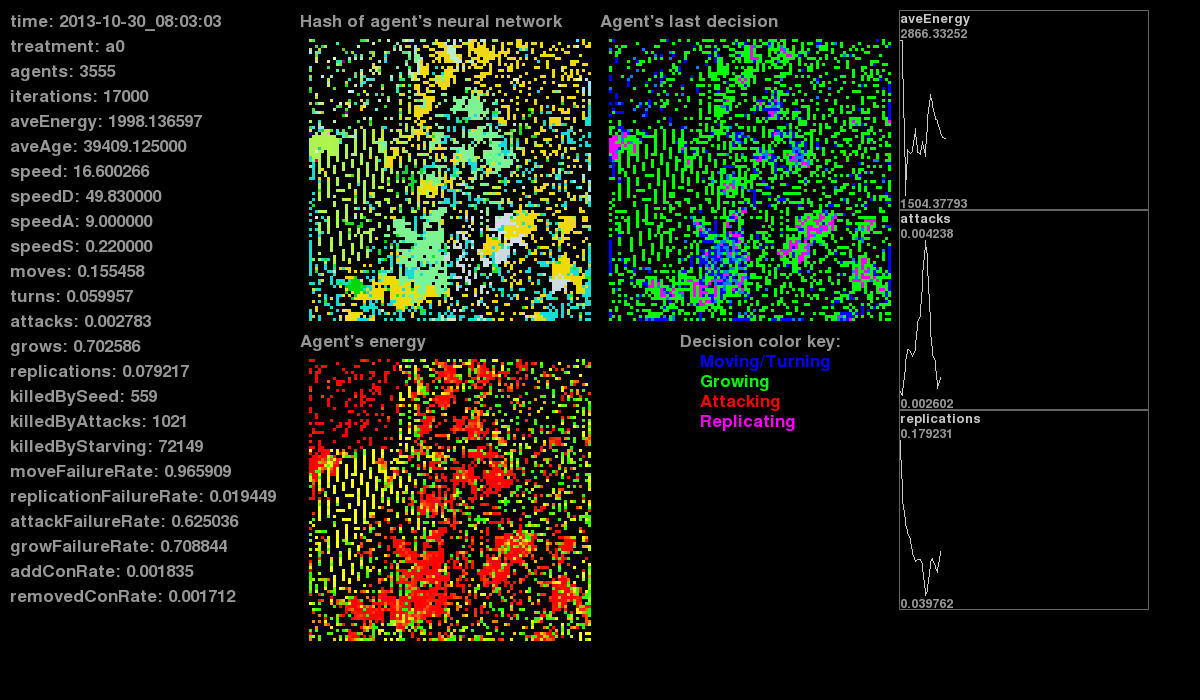 time: 2013-10-30_08:03:03
treatment: a0
agents: 3555
iterations: 17000
aveEnergy: 1998.136597
aveAge: 39409.125000
speed: 16.600266
speedD: 49.830000
speedA: 9.000000
speedS: 0.220000
moves: 0.155458
turns: 0.059957
attacks: 0.002783
grows: 0.702586
replications: 0.079217
killedBySeed: 559
killedByAttacks: 1021
killedByStarving: 72149
moveFailureRate: 0.965909
replicationFailureRate: 0.019449
attackFailureRate: 0.625036
growFailureRate: 0.708844
addConRate: 0.001835
removedConRate: 0.001712
Hash of agent's neural network
Agent's last decision
Agent's energy
Decision color key:
Moving/Turning
Growing
Attacking
Replicating
aveEnergy
2866.33252
1504.37793
attacks
0.004238
0.002602
replications
0.179231
0.039762